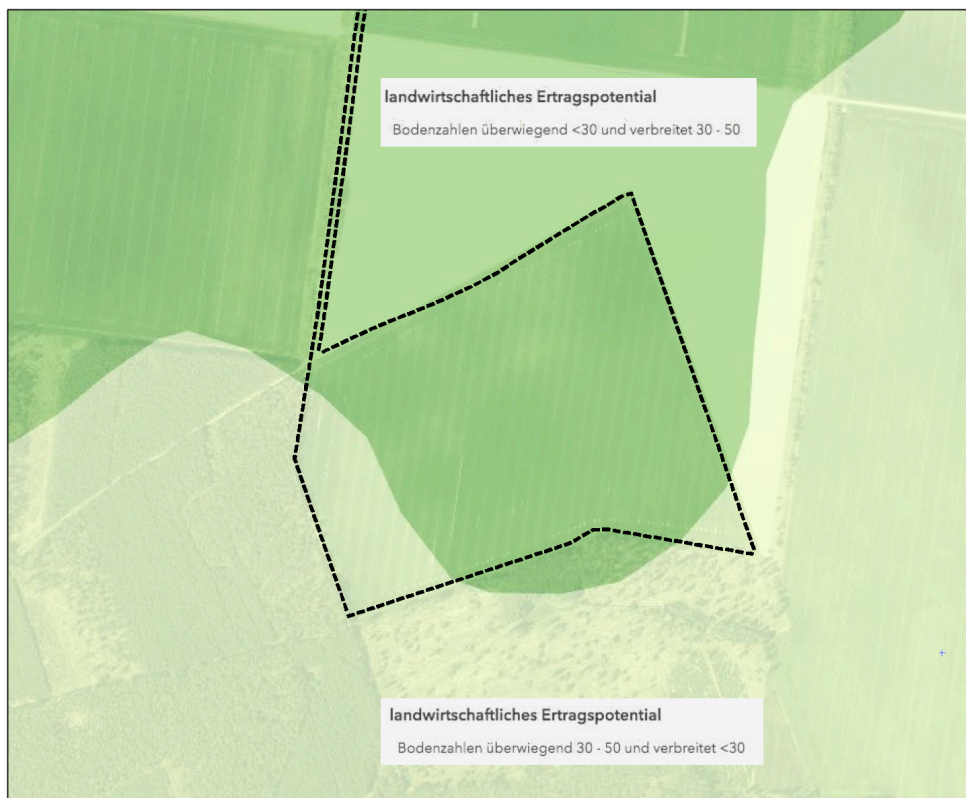 landwirtschaftliches Ertragspotential
Bodenzahlen überwiegend <30 und verbreitet 30 - 50
landwirtschaftliches Ertragspotential
Bodenzahlen überwiegend 30 - 50 und verbreitet <30